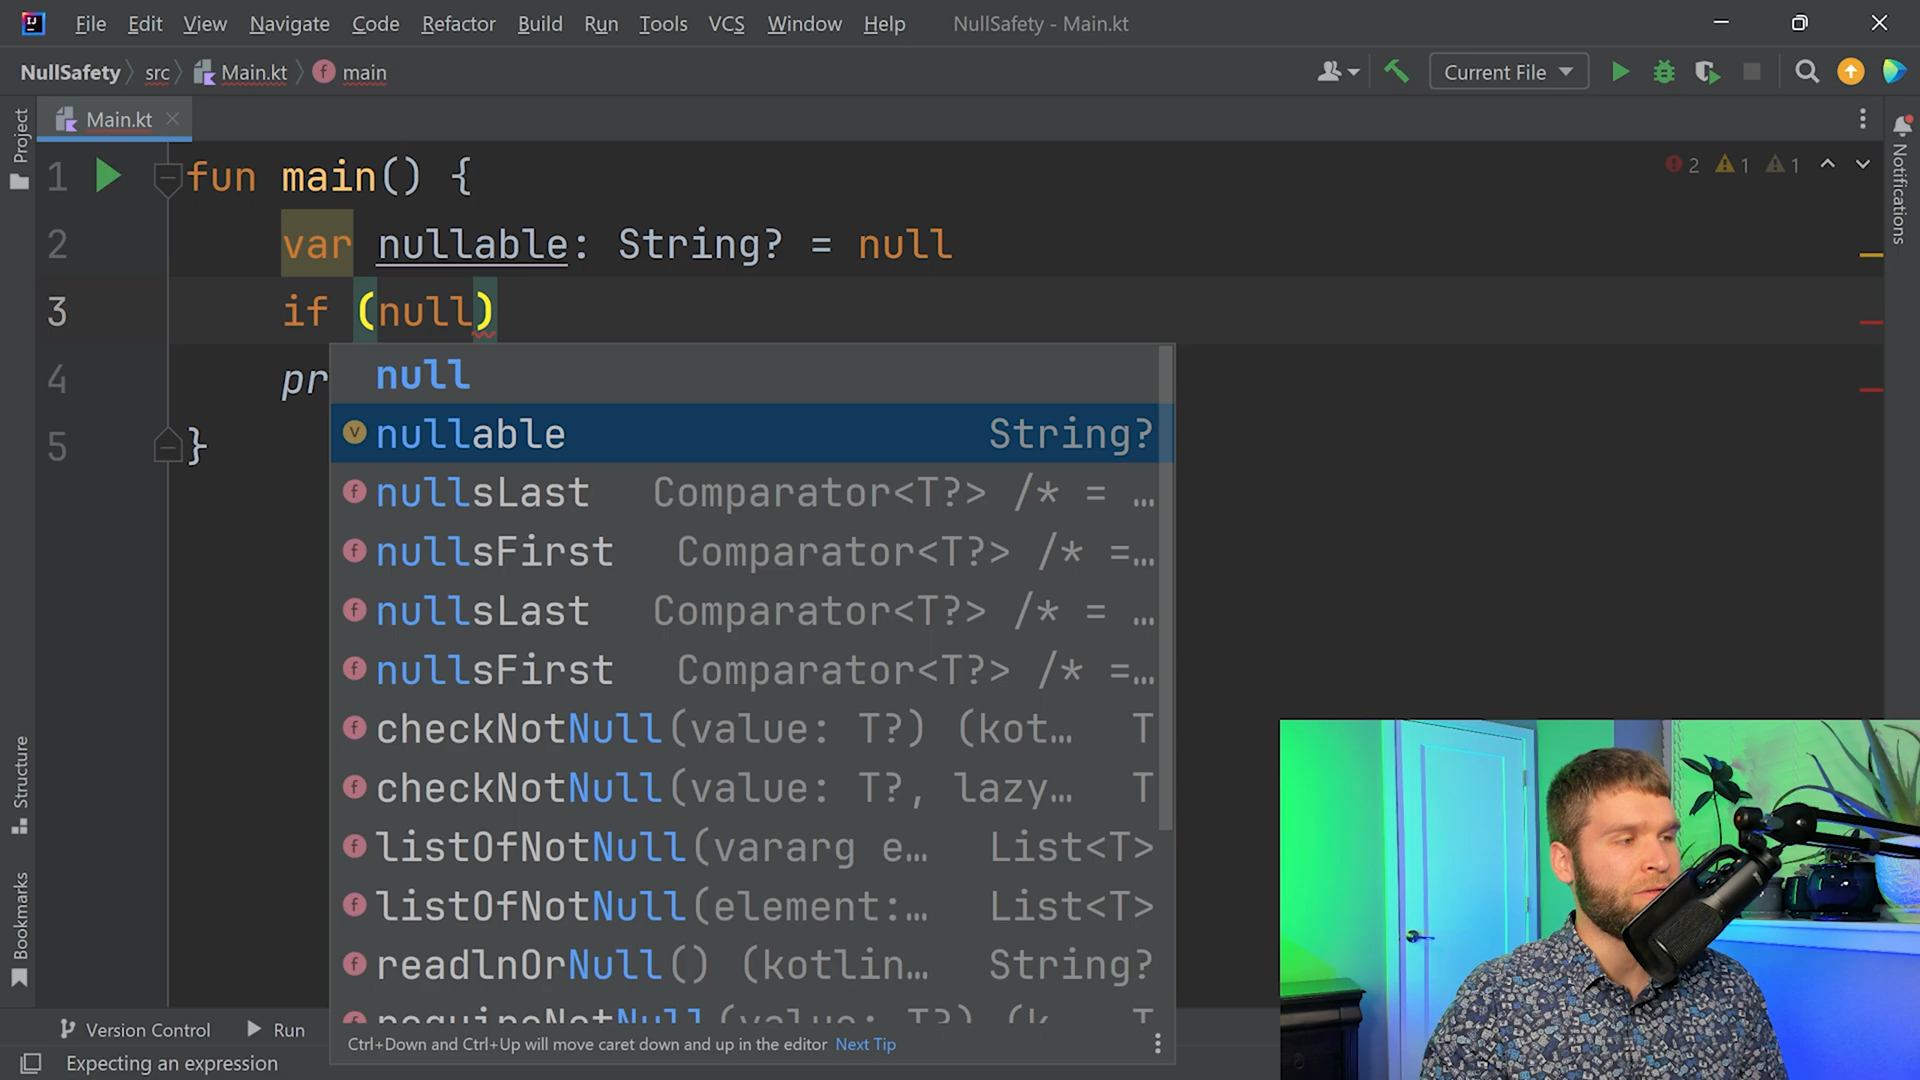 File Edit View Navigate Code Refactor Build Run Tools VCS Window Help NullSafety - Main.kt
NullSafety src Main.kt main Current File
Main.kt
Project
Notifications
2 1 1
1 fun main() {
2 var nullable: String? = null
3 if (null)
4 pr
5 }
null
nullable String?
nullsLast Comparator<T?> /* = …
nullsFirst Comparator<T?> /* =…
nullsLast Comparator<T?> /* = …
nullsFirst Comparator<T?> /* =…
checkNotNull(value: T?) (kot… T
checkNotNull(value: T?, lazy… T
listOfNotNull(vararg e… List<T>
listOfNotNull(element:… List<T>
readlnOrNull() (kotlin… String?
requireNotNull(value: T?) (k… T
Ctrl+Down and Ctrl+Up will move caret down and up in the editor Next Tip
Structure
Bookmarks
Version Control Run
Expecting an expression